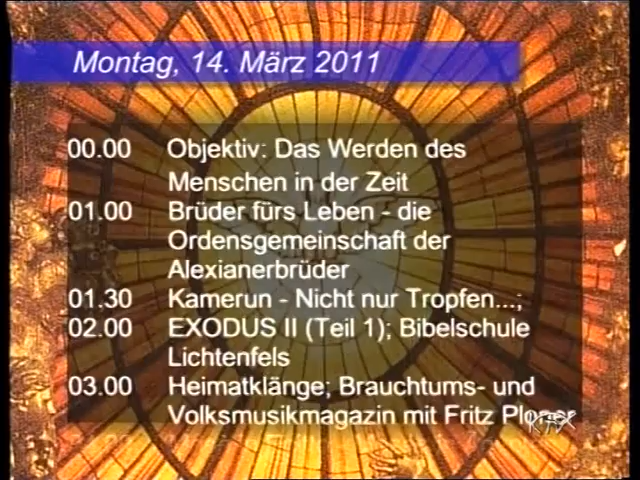 Montag, 14. März 2011
00.00 Objektiv: Das Werden des
Menschen in der Zeit
01.00 Brüder fürs Leben - die
Ordensgemeinschaft der
Alexianerbrüder
01.30 Kamerun - Nicht nur Tropfen...;
02.00 EXODUS II (Teil 1); Bibelschule
Lichtenfels
03.00 Heimatklänge; Brauchtums- und
Volksmusikmagazin mit Fritz